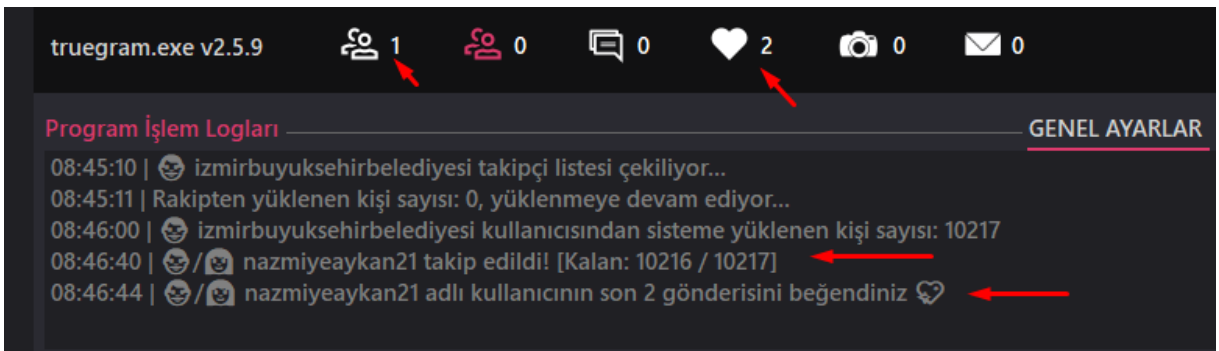 truegram.exe v2.5.9 1 0 0 2 0 0
Program İşlem Logları GENEL AYARLAR
08:45:10 | izmirbuyuksehirbelediyesi takipçi listesi çekiliyor...
08:45:11 | Rakipten yüklenen kişi sayısı: 0, yüklenmeye devam ediyor...
08:46:00 | izmirbuyuksehirbelediyesi kullanıcısından sisteme yüklenen kişi sayısı: 10217
08:46:40 | / nazmiyeaykan21 takip edildi! [Kalan: 10216 / 10217]
08:46:44 | / nazmiyeaykan21 adlı kullanıcının son 2 gönderisini beğendiniz